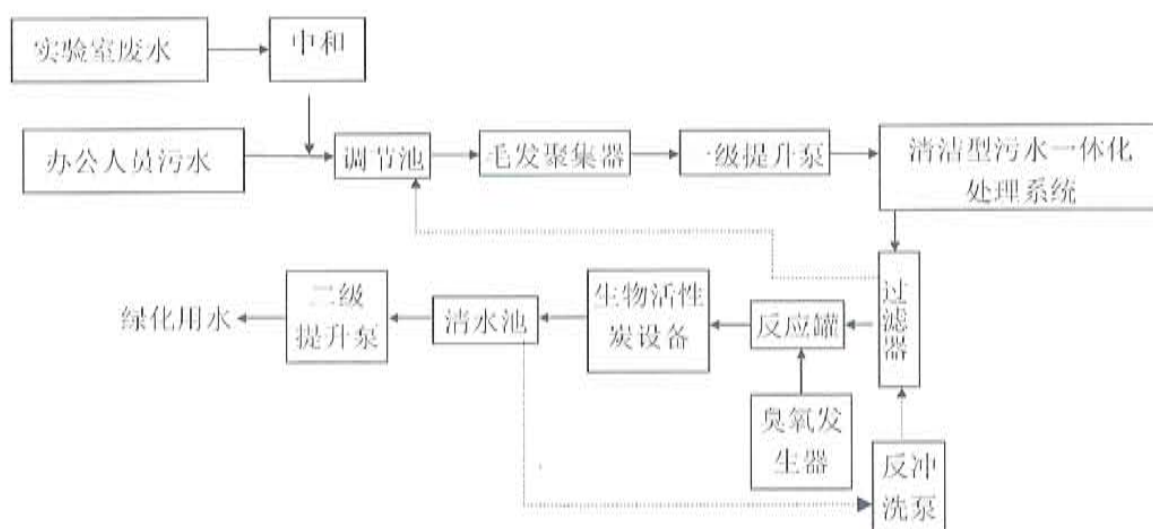 实验室废水
中和
办公人员污水
调节池
毛发聚集器
一级提升泵
清洁型污水一体化
处理系统
过滤器
反应罐
生物活性
炭设备
清水池
二级
提升泵
绿化用水
臭氧发
生器
反冲
洗泵